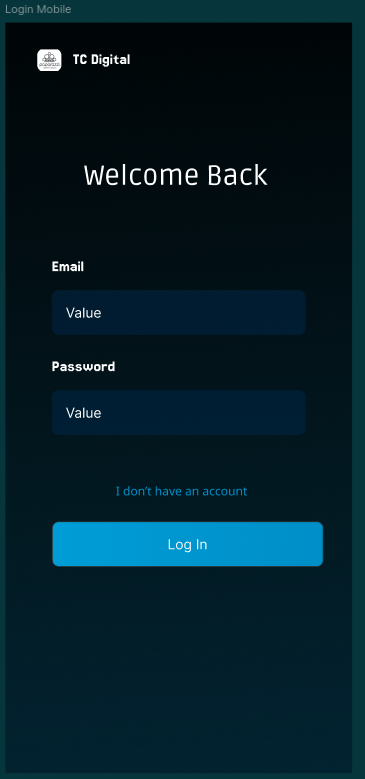 Login Mobile
TC Digital
Welcome Back
Email
Value
Password
Value
I don't have an account
Log In